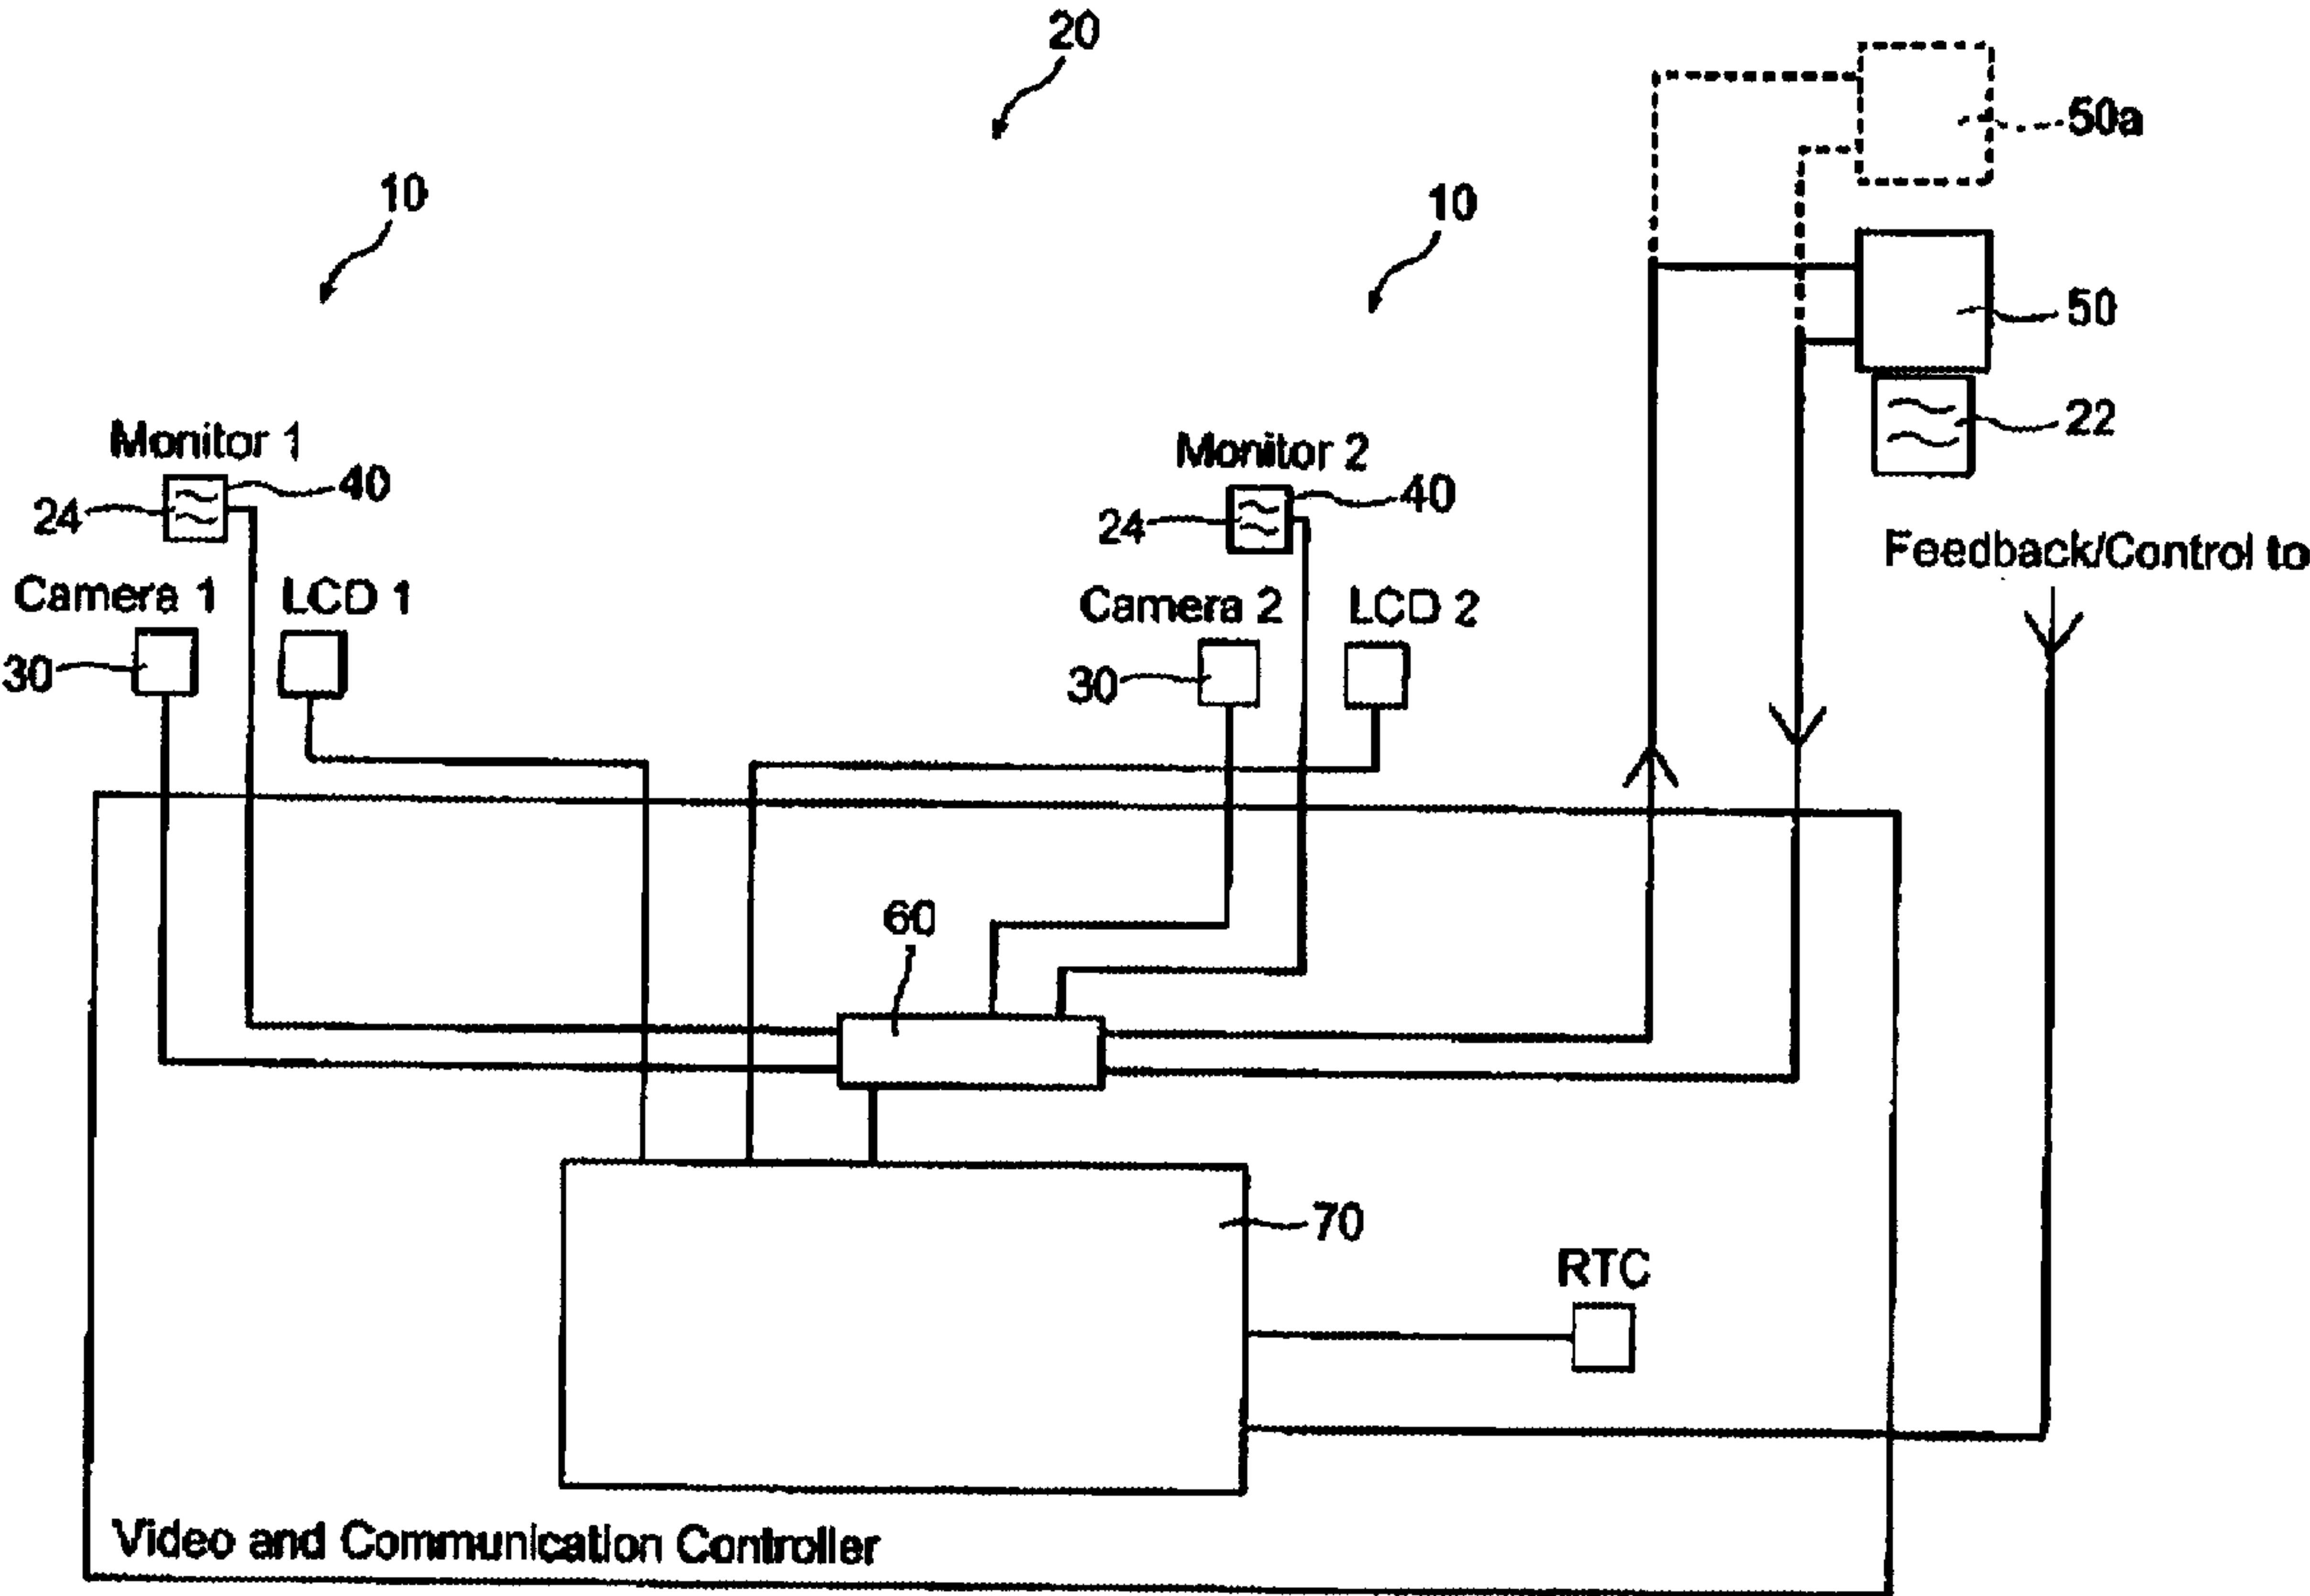 20
50a
10
10
50
22
Monitor 1
40
24
Monitor 2
40
24
Feedback/Control to
Camera 1
LCD 1
30
Camera 2
LCD 2
30
60
70
RTC
Video and Communication Controller